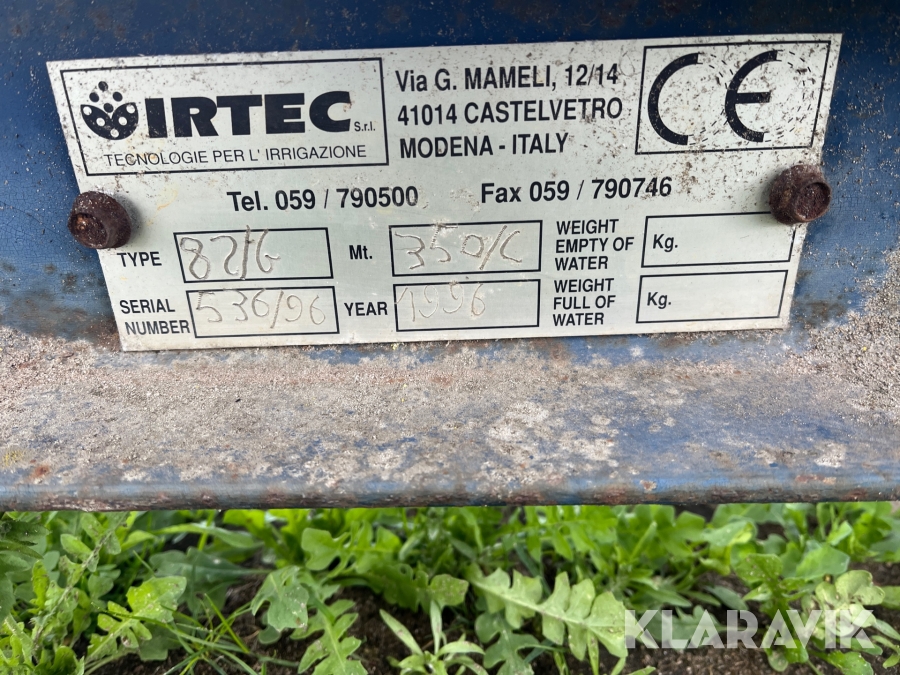 IRTEC S.r.l.
TECNOLOGIE PER L' IRRIGAZIONE
Via G. MAMELI, 12/14
41014 CASTELVETRO
MODENA - ITALY
CE
Tel. 059 / 790500 Fax 059 / 790746
TYPE 82/G Mt. 350/C
WEIGHT EMPTY OF WATER Kg.
SERIAL NUMBER 536/96 YEAR 1996
WEIGHT FULL OF WATER Kg.
KLARAVIK